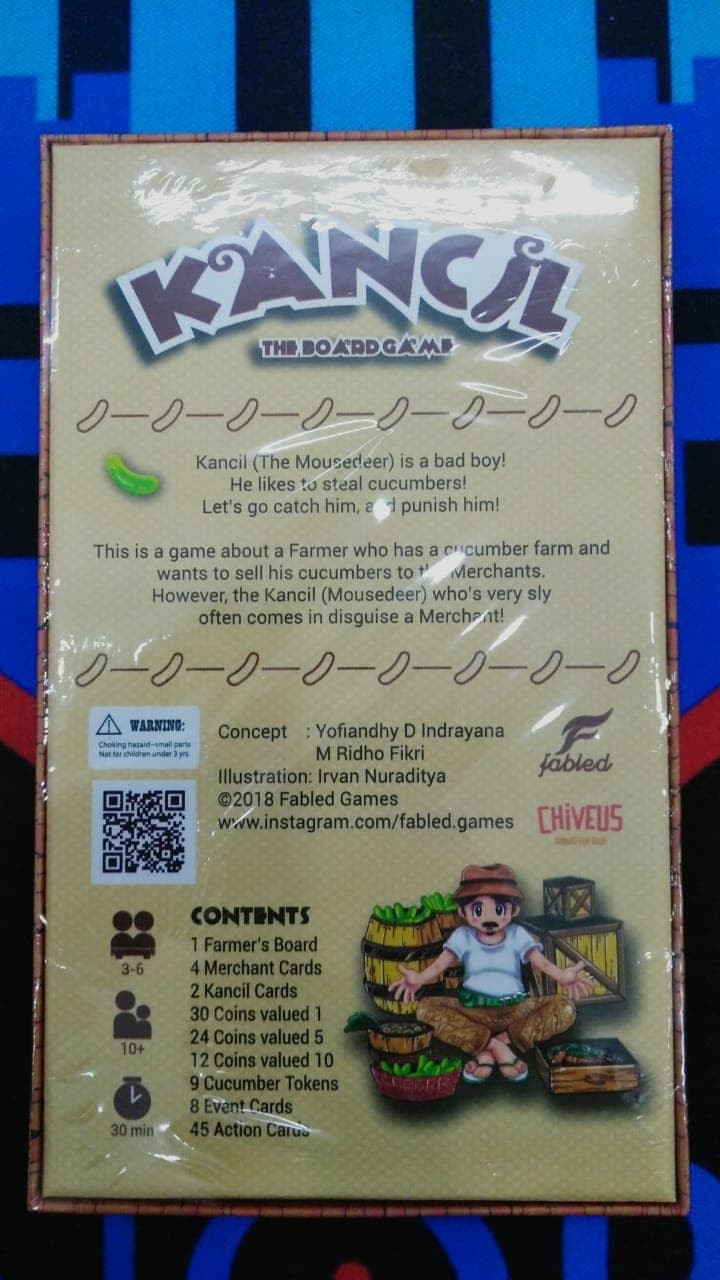 KANCIL
THE BOARD GAME
Kancil (The Mousedeer) is a bad boy!
He likes to steal cucumbers!
Let's go catch him, and punish him!
This is a game about a Farmer who has a cucumber farm and
wants to sell his cucumbers to the Merchants.
However, the Kancil (Mousedeer) who's very sly
often comes in disguise a Merchant!
WARNING:
Choking hazard-small parts
Not for children under 3 yrs.
Concept : Yofiandhy D Indrayana
M Ridho Fikri
Illustration: Irvan Nuraditya
©2018 Fabled Games
www.instagram.com/fabled.games
fabled
CHIVEUS
CONTENTS
1 Farmer's Board
4 Merchant Cards
2 Kancil Cards
30 Coins valued 1
24 Coins valued 5
12 Coins valued 10
9 Cucumber Tokens
8 Event Cards
45 Action Cards
3-6
10+
30 min